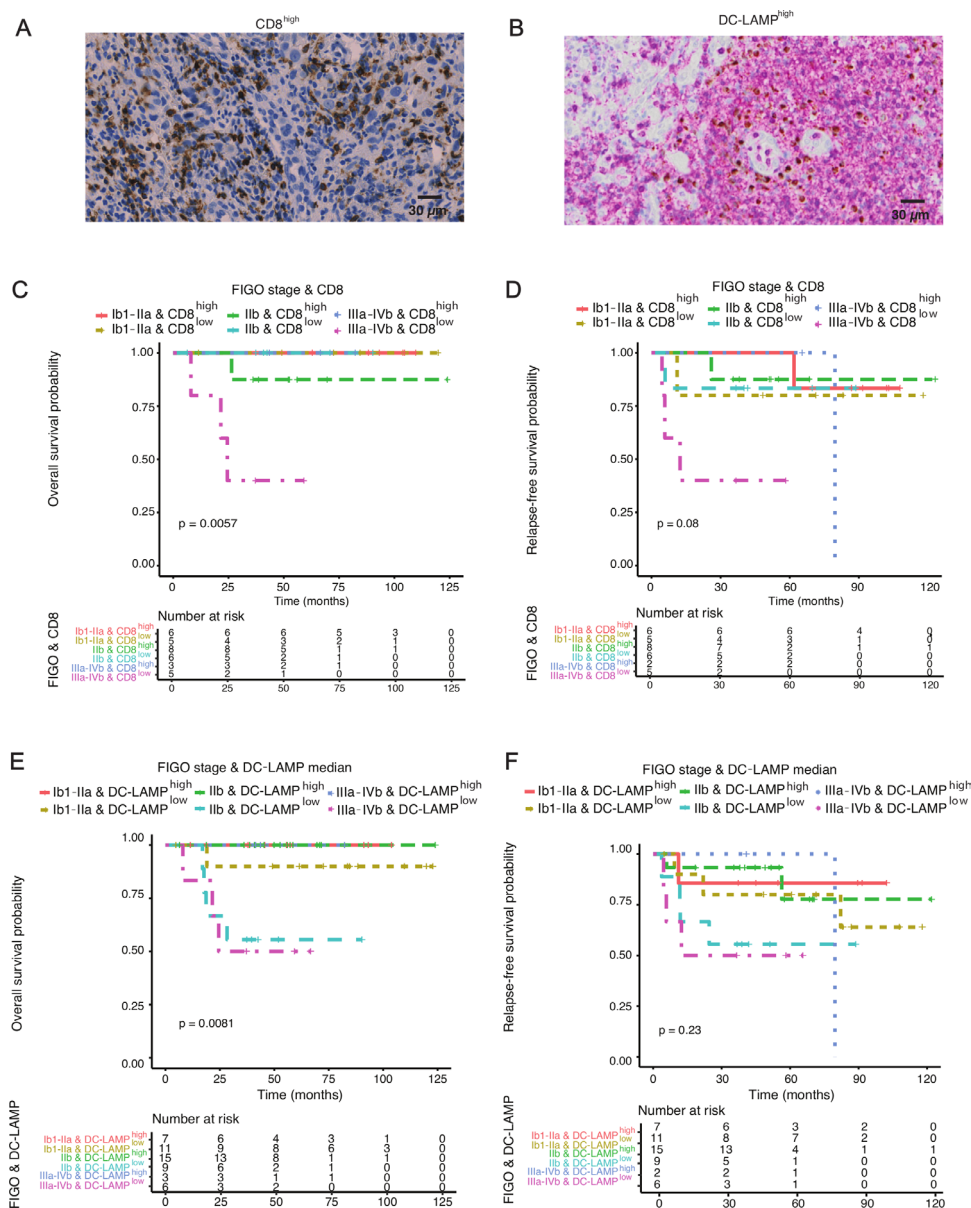 A
CD8high
30 µm
B
DC-LAMPhigh
30 µm
C
FIGO stage & CD8
Ib1-IIa & CD8high IIb & CD8high IIIa-IVb & CD8high
Ib1-IIa & CD8low IIb & CD8low IIIa-IVb & CD8low
Overall survival probability
1.00
0.75
0.50
0.25
0.00
p = 0.0057
0 25 50 75 100 125
Time (months)
Number at risk
FIGO & CD8
Ib1-IIa & CD8high 6 6 6 5 3 0
Ib1-IIa & CD8low 5 4 3 1 1 0
IIb & CD8high 8 8 5 2 1 0
IIb & CD8low 6 5 2 1 0 0
IIIa-IVb & CD8high 3 3 2 1 0 0
IIIa-IVb & CD8low 5 2 1 0 0 0
0 25 50 75 100 125
D
FIGO stage & CD8
Ib1-IIa & CD8high IIb & CD8high IIIa-IVb & CD8high
Ib1-IIa & CD8low IIb & CD8low IIIa-IVb & CD8low
Relapse-free survival probability
1.00
0.75
0.50
0.25
0.00
p = 0.08
0 30 60 90 120
Time (months)
Number at risk
FIGO & CD8
Ib1-IIa & CD8high 6 6 6 4 0
Ib1-IIa & CD8low 5 4 3 1 0
IIb & CD8high 8 7 2 1 1
IIb & CD8low 6 5 2 0 0
IIIa-IVb & CD8high 2 2 1 0 0
IIIa-IVb & CD8low 5 2 0 0 0
0 30 60 90 120
E
FIGO stage & DC-LAMP median
Ib1-IIa & DC-LAMPhigh IIb & DC-LAMPhigh IIIa-IVb & DC-LAMPhigh
Ib1-IIa & DC-LAMPlow IIb & DC-LAMPlow IIIa-IVb & DC-LAMPlow
Overall survival probability
1.00
0.75
0.50
0.25
0.00
p = 0.0081
0 25 50 75 100 125
Time (months)
Number at risk
FIGO & DC-LAMP
Ib1-IIa & DC-LAMPhigh 7 6 4 3 1 0
Ib1-IIa & DC-LAMPlow 11 9 8 6 3 0
IIb & DC-LAMPhigh 15 13 8 1 1 0
IIb & DC-LAMPlow 9 6 2 1 0 0
IIIa-IVb & DC-LAMPhigh 3 3 1 1 0 0
IIIa-IVb & DC-LAMPlow 6 3 2 0 0 0
0 25 50 75 100 125
F
FIGO stage & DC-LAMP median
Ib1-IIa & DC-LAMPhigh IIb & DC-LAMPhigh IIIa-IVb & DC-LAMPhigh
Ib1-IIa & DC-LAMPlow IIb & DC-LAMPlow IIIa-IVb & DC-LAMPlow
Relapse-free survival probability
1.00
0.75
0.50
0.25
0.00
p = 0.23
0 30 60 90 120
Time (months)
Number at risk
FIGO & DC-LAMP
Ib1-IIa & DC-LAMPhigh 7 6 3 2 0
Ib1-IIa & DC-LAMPlow 11 8 7 2 0
IIb & DC-LAMPhigh 15 13 4 1 1
IIb & DC-LAMPlow 9 5 1 0 0
IIIa-IVb & DC-LAMPhigh 2 2 1 0 0
IIIa-IVb & DC-LAMPlow 6 3 1 0 0
0 30 60 90 120